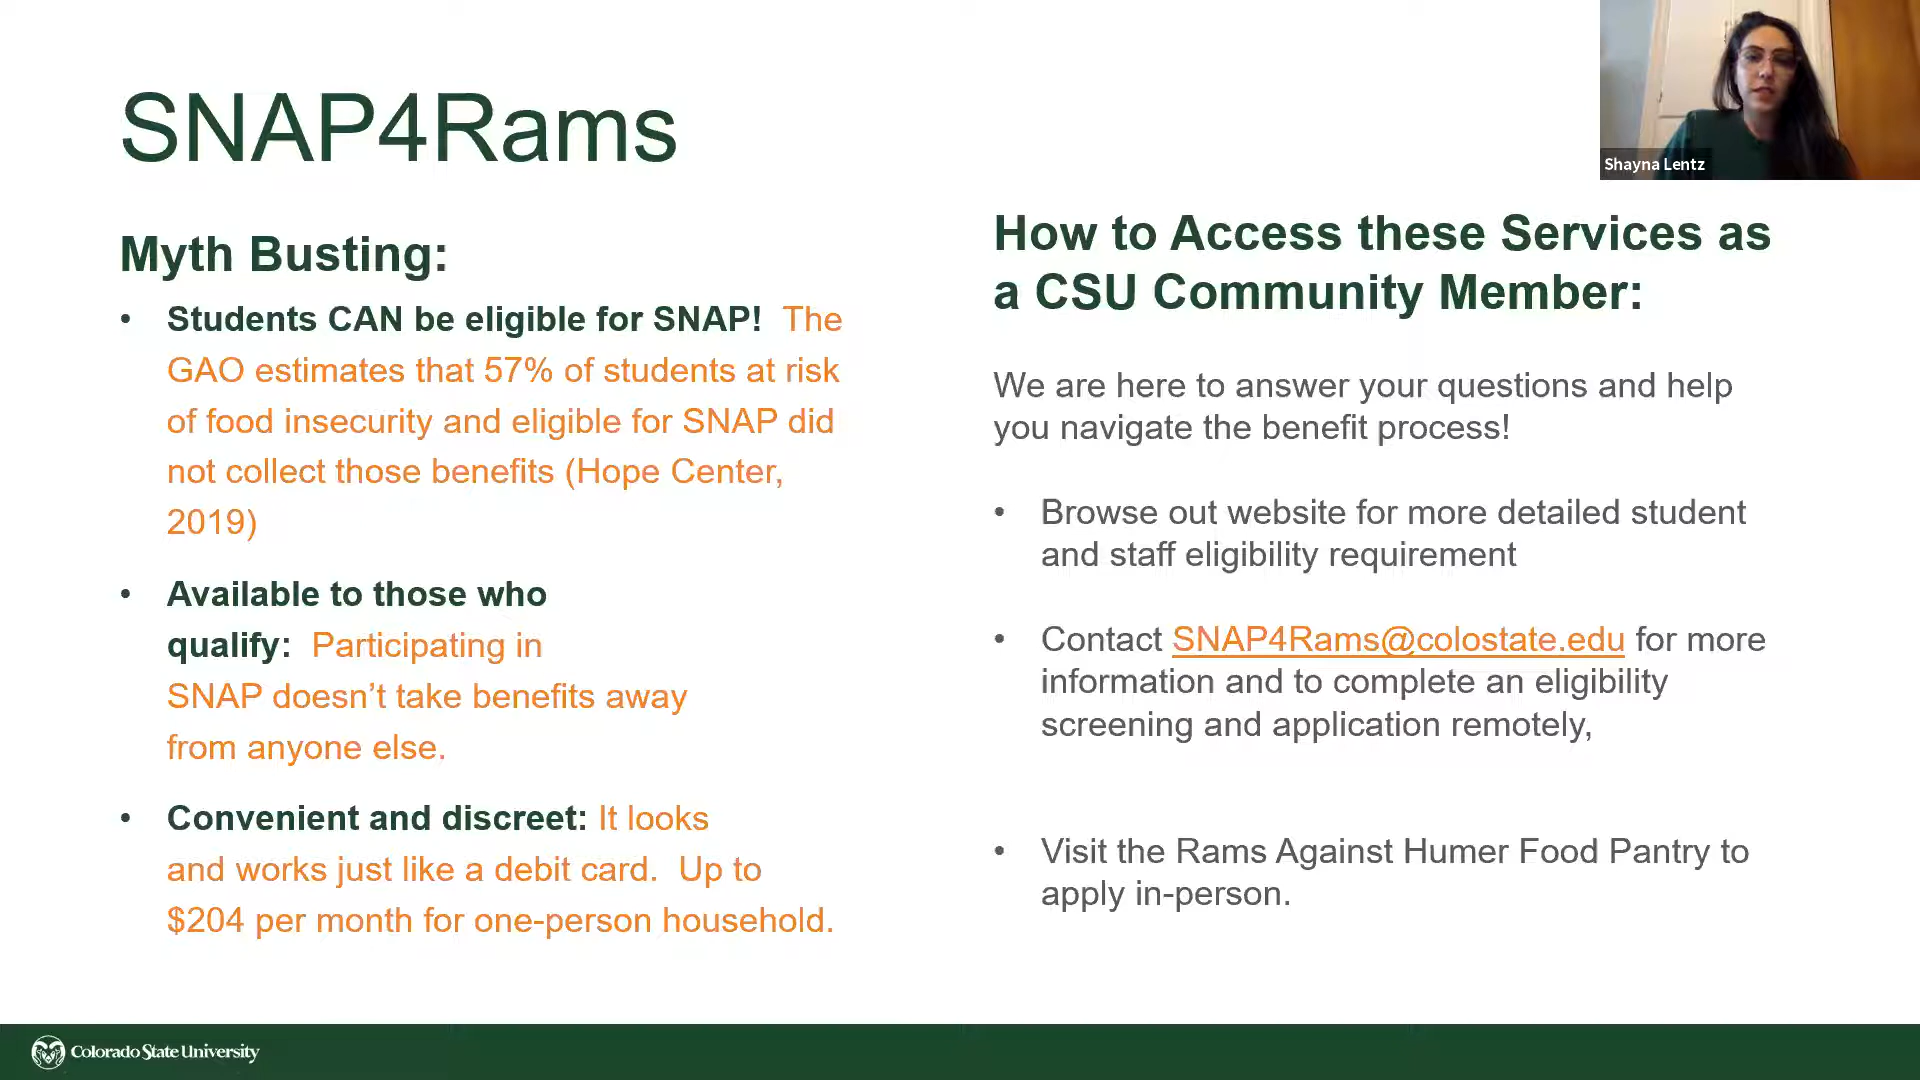 SNAP4Rams
Shayna Lentz
Myth Busting:
• Students CAN be eligible for SNAP! The
GAO estimates that 57% of students at risk
of food insecurity and eligible for SNAP did
not collect those benefits (Hope Center,
2019)
• Available to those who
qualify: Participating in
SNAP doesn’t take benefits away
from anyone else.
• Convenient and discreet: It looks
and works just like a debit card. Up to
$204 per month for one-person household.
How to Access these Services as
a CSU Community Member:
We are here to answer your questions and help
you navigate the benefit process!
• Browse out website for more detailed student
and staff eligibility requirement
• Contact SNAP4Rams@colostate.edu for more
information and to complete an eligibility
screening and application remotely,
• Visit the Rams Against Humer Food Pantry to
apply in-person.
Colorado State University